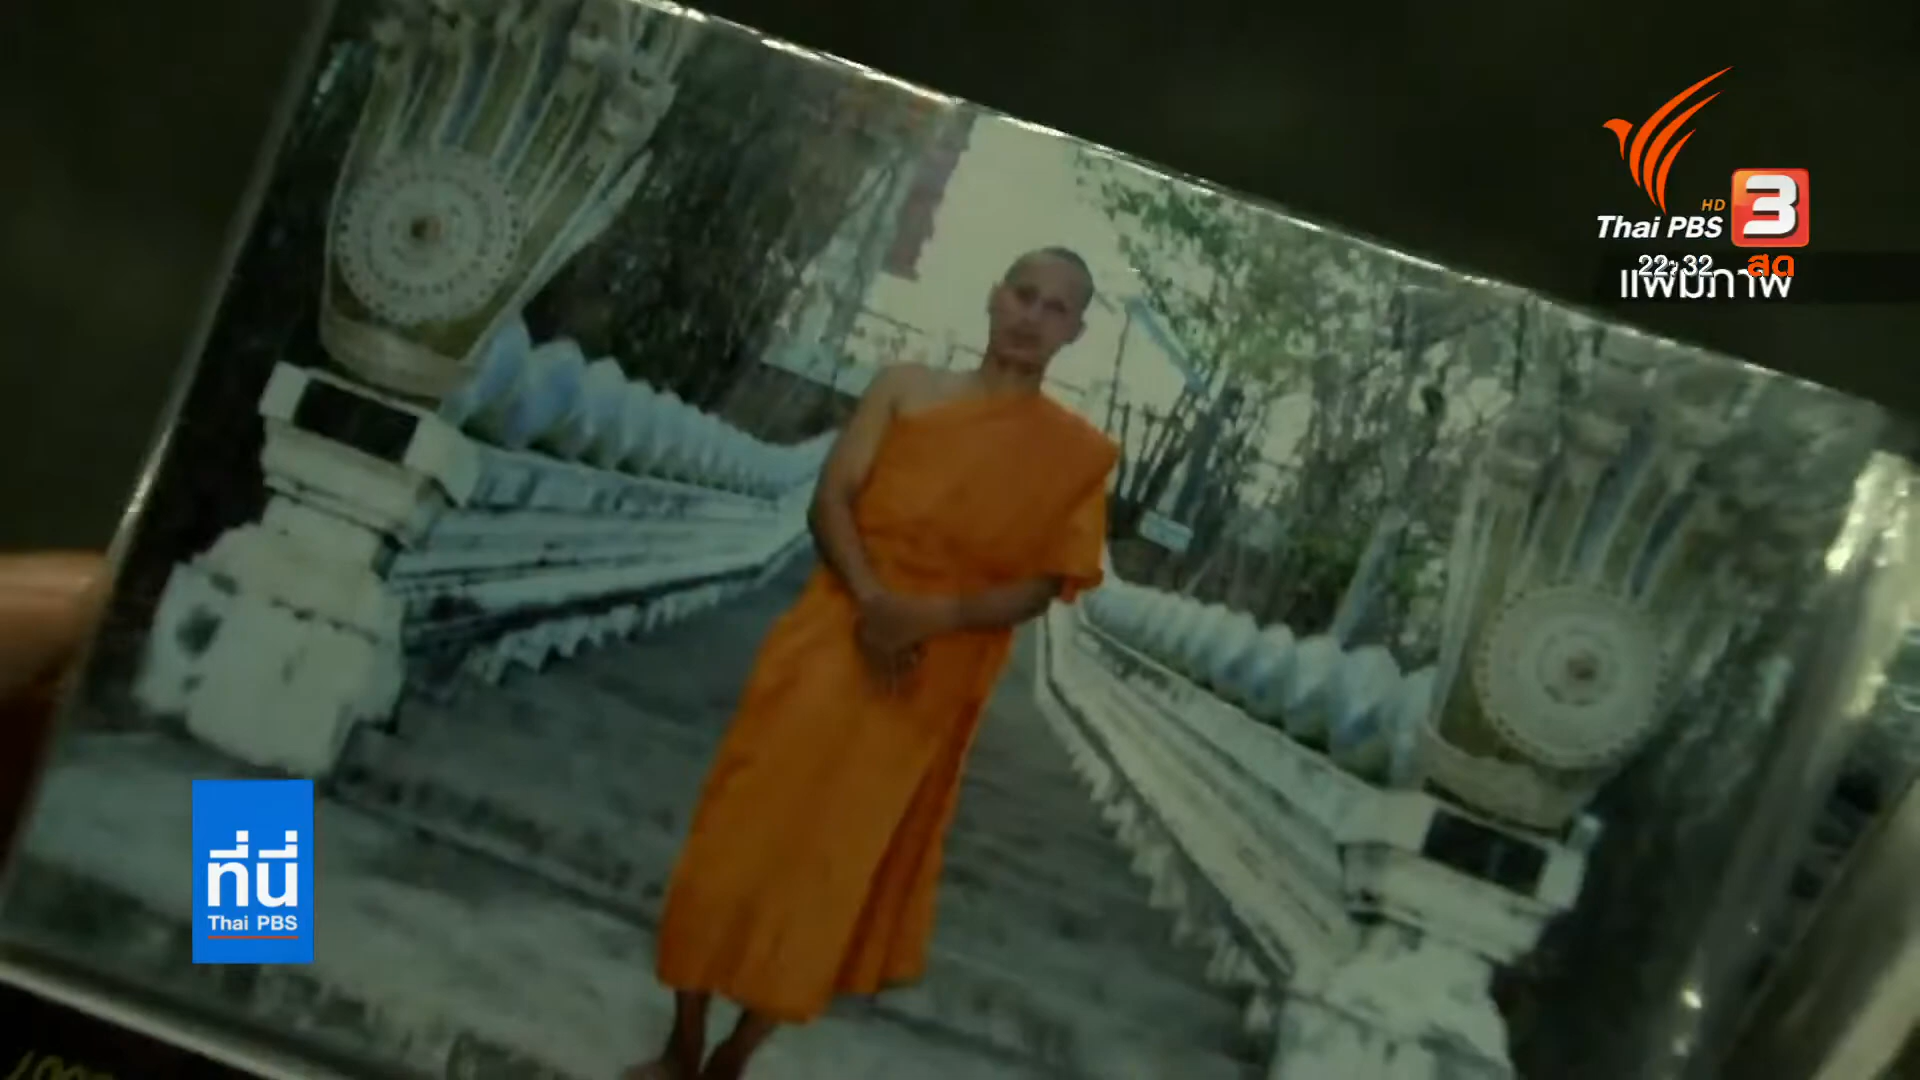 HD
Thai PBS 3
22:32 สด
แฟ้มภาพ
ที่นี่
Thai PBS